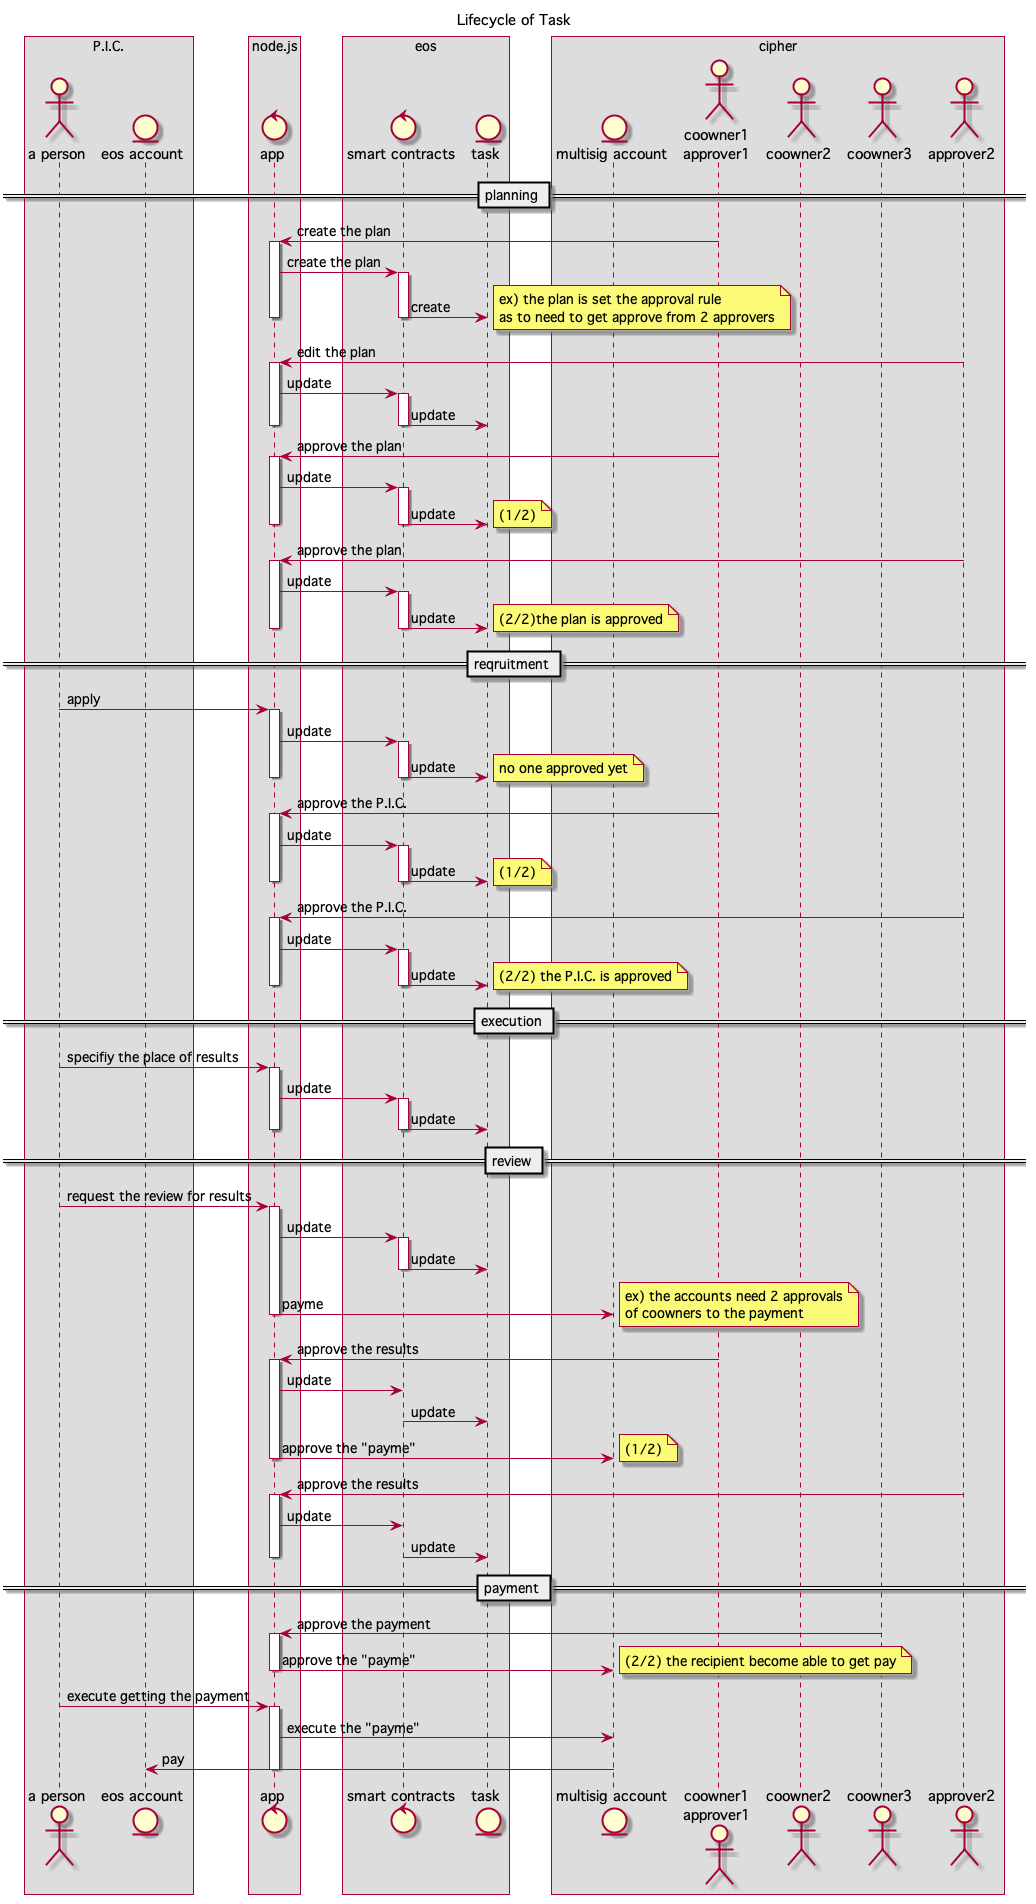 Lifecycle of Task
P.I.C.
node.js
eos
cipher
a person
eos account
app
smart contracts
task
multisig account
coowner1
approver1
coowner2
coowner3
approver2
planning
create the plan
create the plan
create
ex) the plan is set the approval rule
as to need to get approve from 2 approvers
edit the plan
update
update
approve the plan
update
update
(1/2)
approve the plan
update
update
(2/2)the plan is approved
reqruitment
apply
update
update
no one approved yet
approve the P.I.C.
update
update
(1/2)
approve the P.I.C.
update
update
(2/2) the P.I.C. is approved
execution
specifiy the place of results
update
update
review
request the review for results
update
update
payme
ex) the accounts need 2 approvals
of coowners to the payment
approve the results
update
update
approve the "payme"
(1/2)
approve the results
update
update
payment
approve the payment
approve the "payme"
(2/2) the recipient become able to get pay
execute getting the payment
execute the "payme"
pay
a person
eos account
app
smart contracts
task
multisig account
coowner1
approver1
coowner2
coowner3
approver2